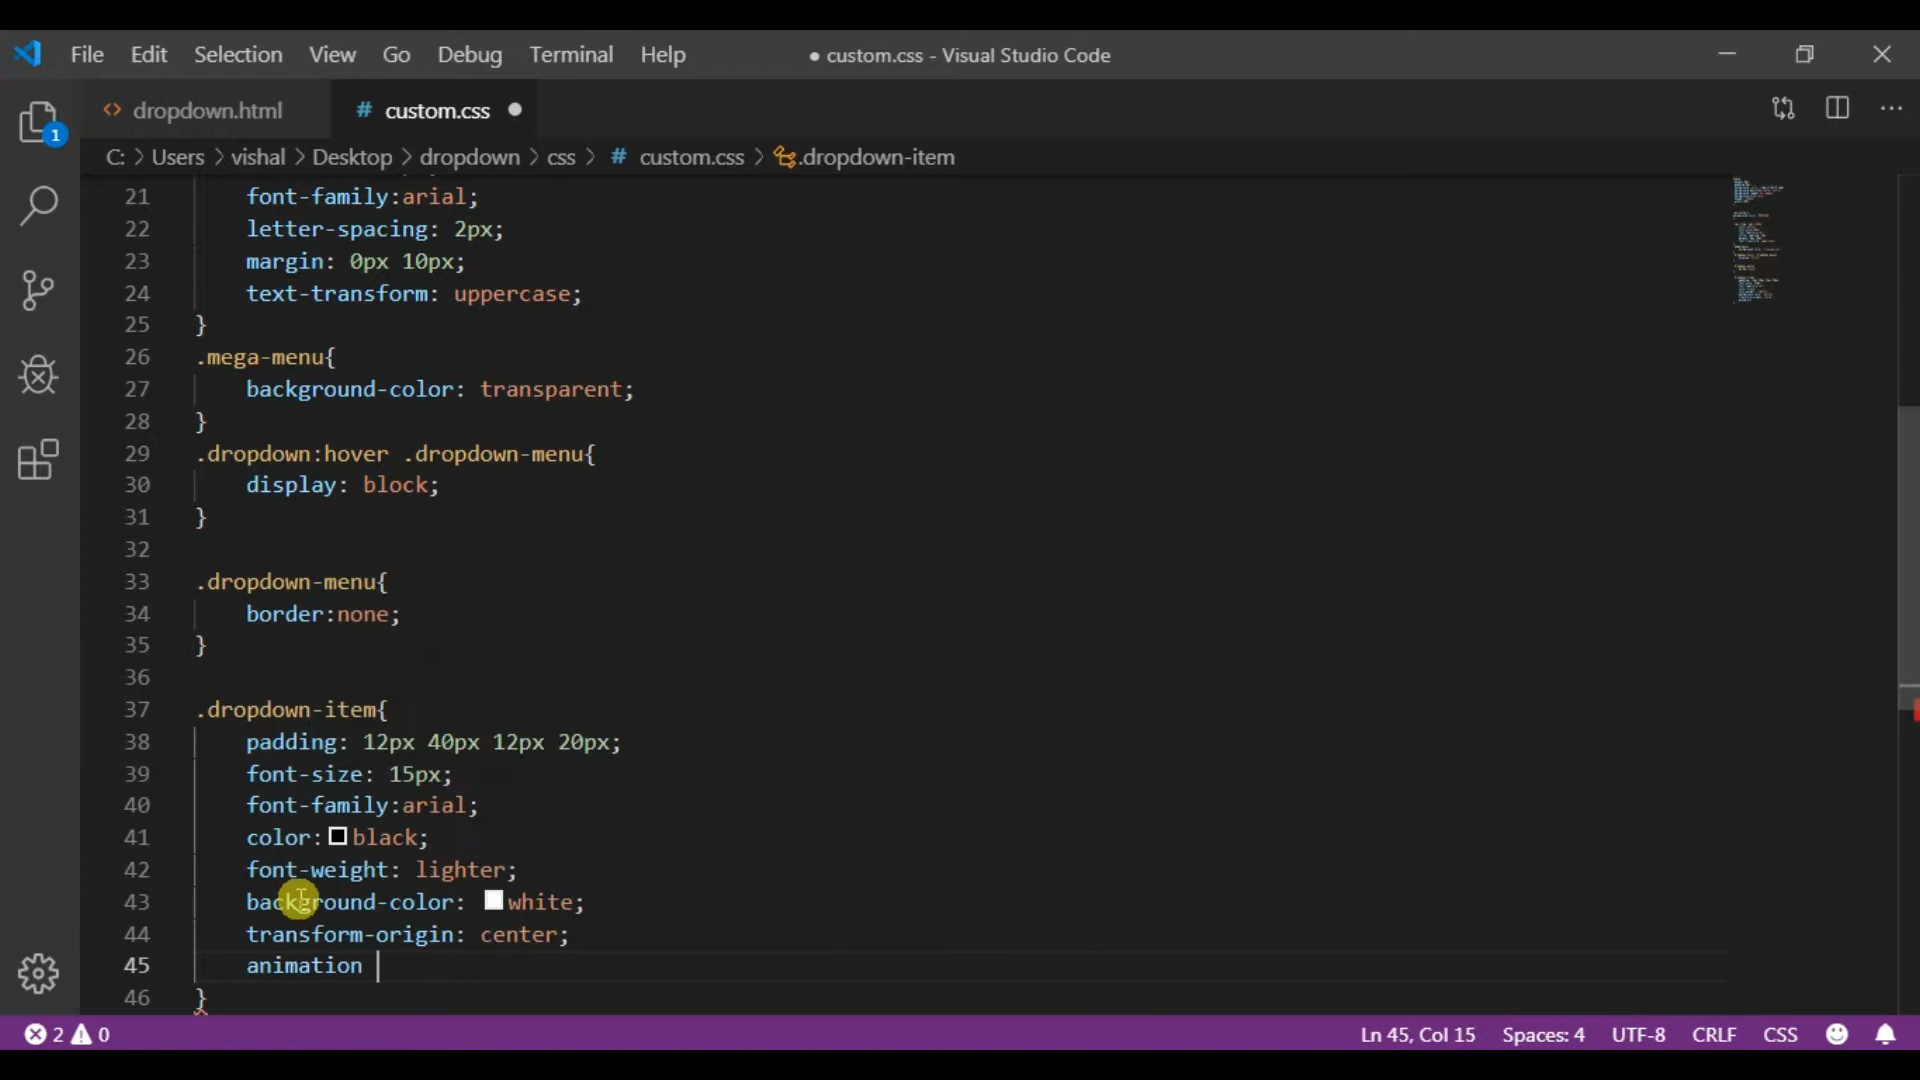 File Edit Selection View Go Debug Terminal Help ● custom.css - Visual Studio Code
dropdown.html # custom.css ●
1
C: > Users > vishal > Desktop > dropdown > css > # custom.css > .dropdown-item
21 font-family:arial;
22 letter-spacing: 2px;
23 margin: 0px 10px;
24 text-transform: uppercase;
25 }
26 .mega-menu{
27 background-color: transparent;
28 }
29 .dropdown:hover .dropdown-menu{
30 display: block;
31 }
32
33 .dropdown-menu{
34 border:none;
35 }
36
37 .dropdown-item{
38 padding: 12px 40px 12px 20px;
39 font-size: 15px;
40 font-family:arial;
41 color:black;
42 font-weight: lighter;
43 background-color: white;
44 transform-origin: center;
45 animation
46 }
2 0 Ln 45, Col 15 Spaces: 4 UTF-8 CRLF CSS